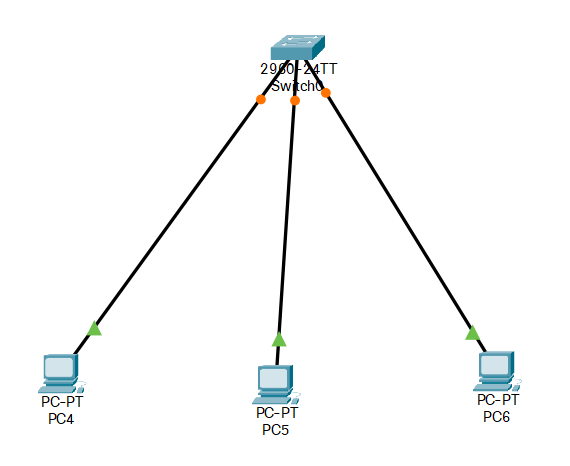 2960-24TT
Switch0
PC-PT
PC4
PC-PT
PC5
PC-PT
PC6